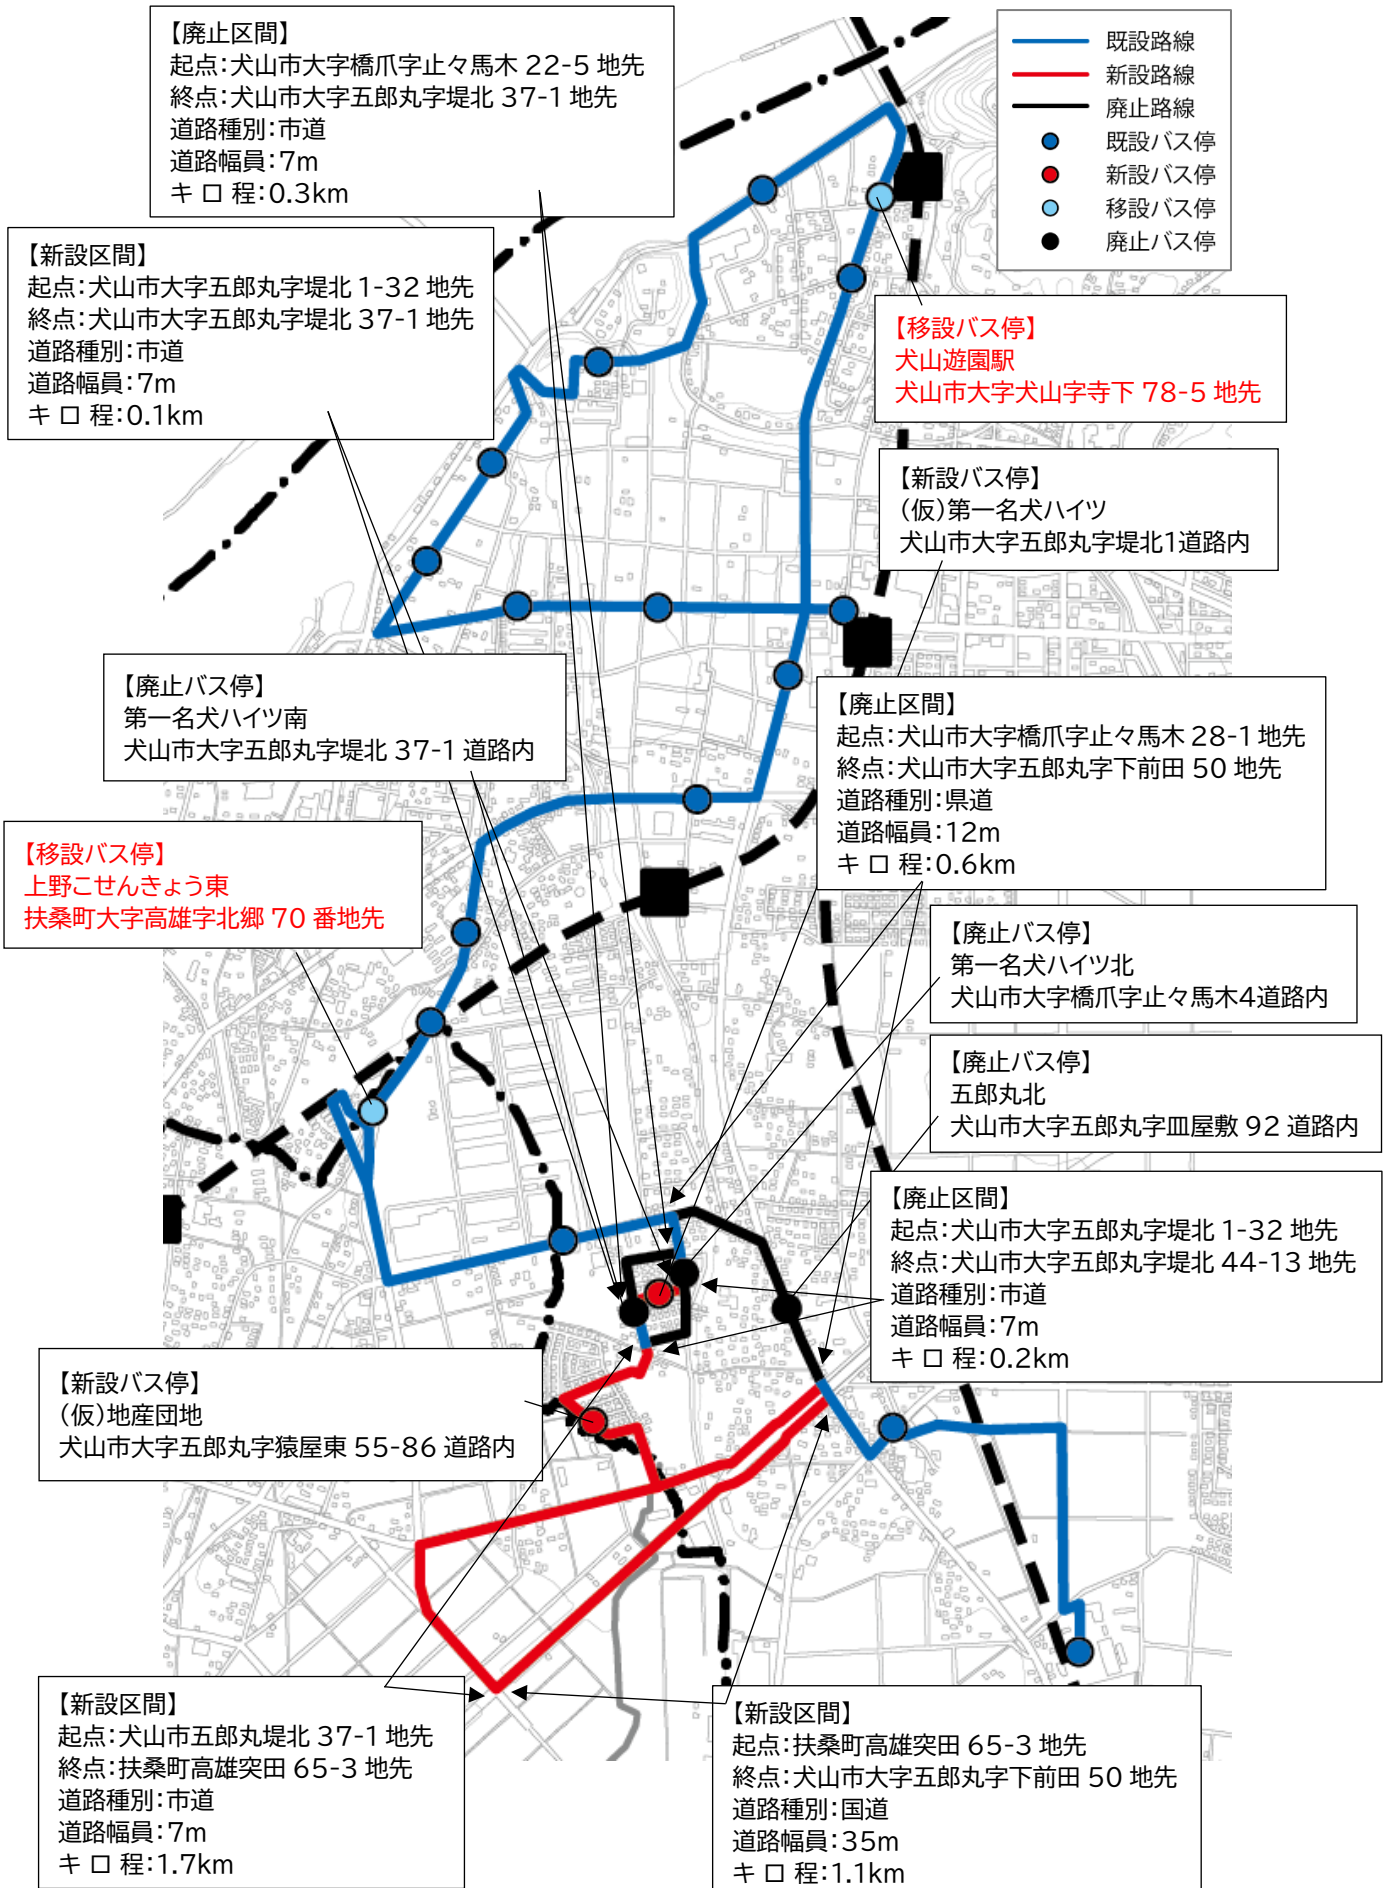 【廃止区間】
起点：犬山市大字橋爪字止々馬木 22-5 地先
終点：犬山市大字五郎丸字堤北 37-1 地先
道路種別：市道
道路幅員：7m
キ ロ 程：0.3km
既設路線
新設路線
廃止路線
既設バス停
新設バス停
移設バス停
廃止バス停
【新設区間】
起点：犬山市大字五郎丸字堤北 1-32 地先
終点：犬山市大字五郎丸字堤北 37-1 地先
道路種別：市道
道路幅員：7m
キ ロ 程：0.1km
【移設バス停】
犬山遊園駅
犬山市大字犬山字寺下 78-5 地先
【新設バス停】
（仮）第一名犬ハイツ
犬山市大字五郎丸字堤北1道路内
【廃止バス停】
第一名犬ハイツ南
犬山市大字五郎丸字堤北 37-1 道路内
【廃止区間】
起点：犬山市大字橋爪字止々馬木 28-1 地先
終点：犬山市大字五郎丸字下前田 50 地先
道路種別：県道
道路幅員：12m
キ ロ 程：0.6km
【移設バス停】
上野こせんきょう東
扶桑町大字高雄字北郷 70 番地先
【廃止バス停】
第一名犬ハイツ北
犬山市大字橋爪字止々馬木4道路内
【廃止バス停】
五郎丸北
犬山市大字五郎丸字皿屋敷 92 道路内
【廃止区間】
起点：犬山市大字五郎丸字堤北 1-32 地先
終点：犬山市大字五郎丸字堤北 44-13 地先
道路種別：市道
道路幅員：7m
キ ロ 程：0.2km
【新設バス停】
（仮）地産団地
犬山市大字五郎丸字猿屋東 55-86 道路内
【新設区間】
起点：犬山市五郎丸堤北 37-1 地先
終点：扶桑町高雄突田 65-3 地先
道路種別：市道
道路幅員：7m
キ ロ 程：1.7km
【新設区間】
起点：扶桑町高雄突田 65-3 地先
終点：犬山市大字五郎丸字下前田 50 地先
道路種別：国道
道路幅員：35m
キ ロ 程：1.1km